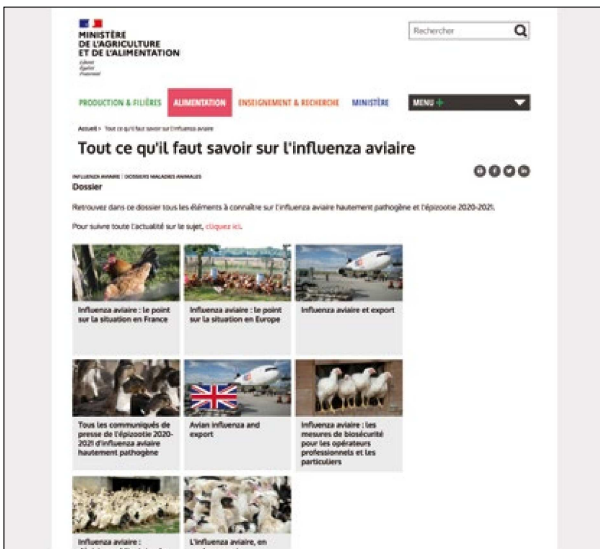 MINISTÈRE
DE L'AGRICULTURE
ET DE L'ALIMENTATION
Liberté
Égalité
Fraternité
Rechercher
PRODUCTION & FILIÈRES ALIMENTATION ENSEIGNEMENT & RECHERCHE MINISTÈRE MENU +
Accueil > Tout ce qu'il faut savoir sur l'influenza aviaire
Tout ce qu'il faut savoir sur l'influenza aviaire
INFLUENZA AVIAIRE | DOSSIERS MALADIES ANIMALES
Dossier
Retrouvez dans ce dossier tous les éléments à connaître sur l'influenza aviaire hautement pathogène et l'épizootie 2020-2021.
Pour suivre toute l'actualité sur le sujet, cliquez ici.
Influenza aviaire : le point
sur la situation en France
Influenza aviaire : le point
sur la situation en Europe
Influenza aviaire et export
Tous les communiqués de
presse de l'épizootie 2020-
2021 d'influenza aviaire
hautement pathogène
Avian influenza and
export
Influenza aviaire : les
mesures de biosécurité
pour les opérateurs
professionnels et les
particuliers
Influenza aviaire :
L'influenza aviaire, en